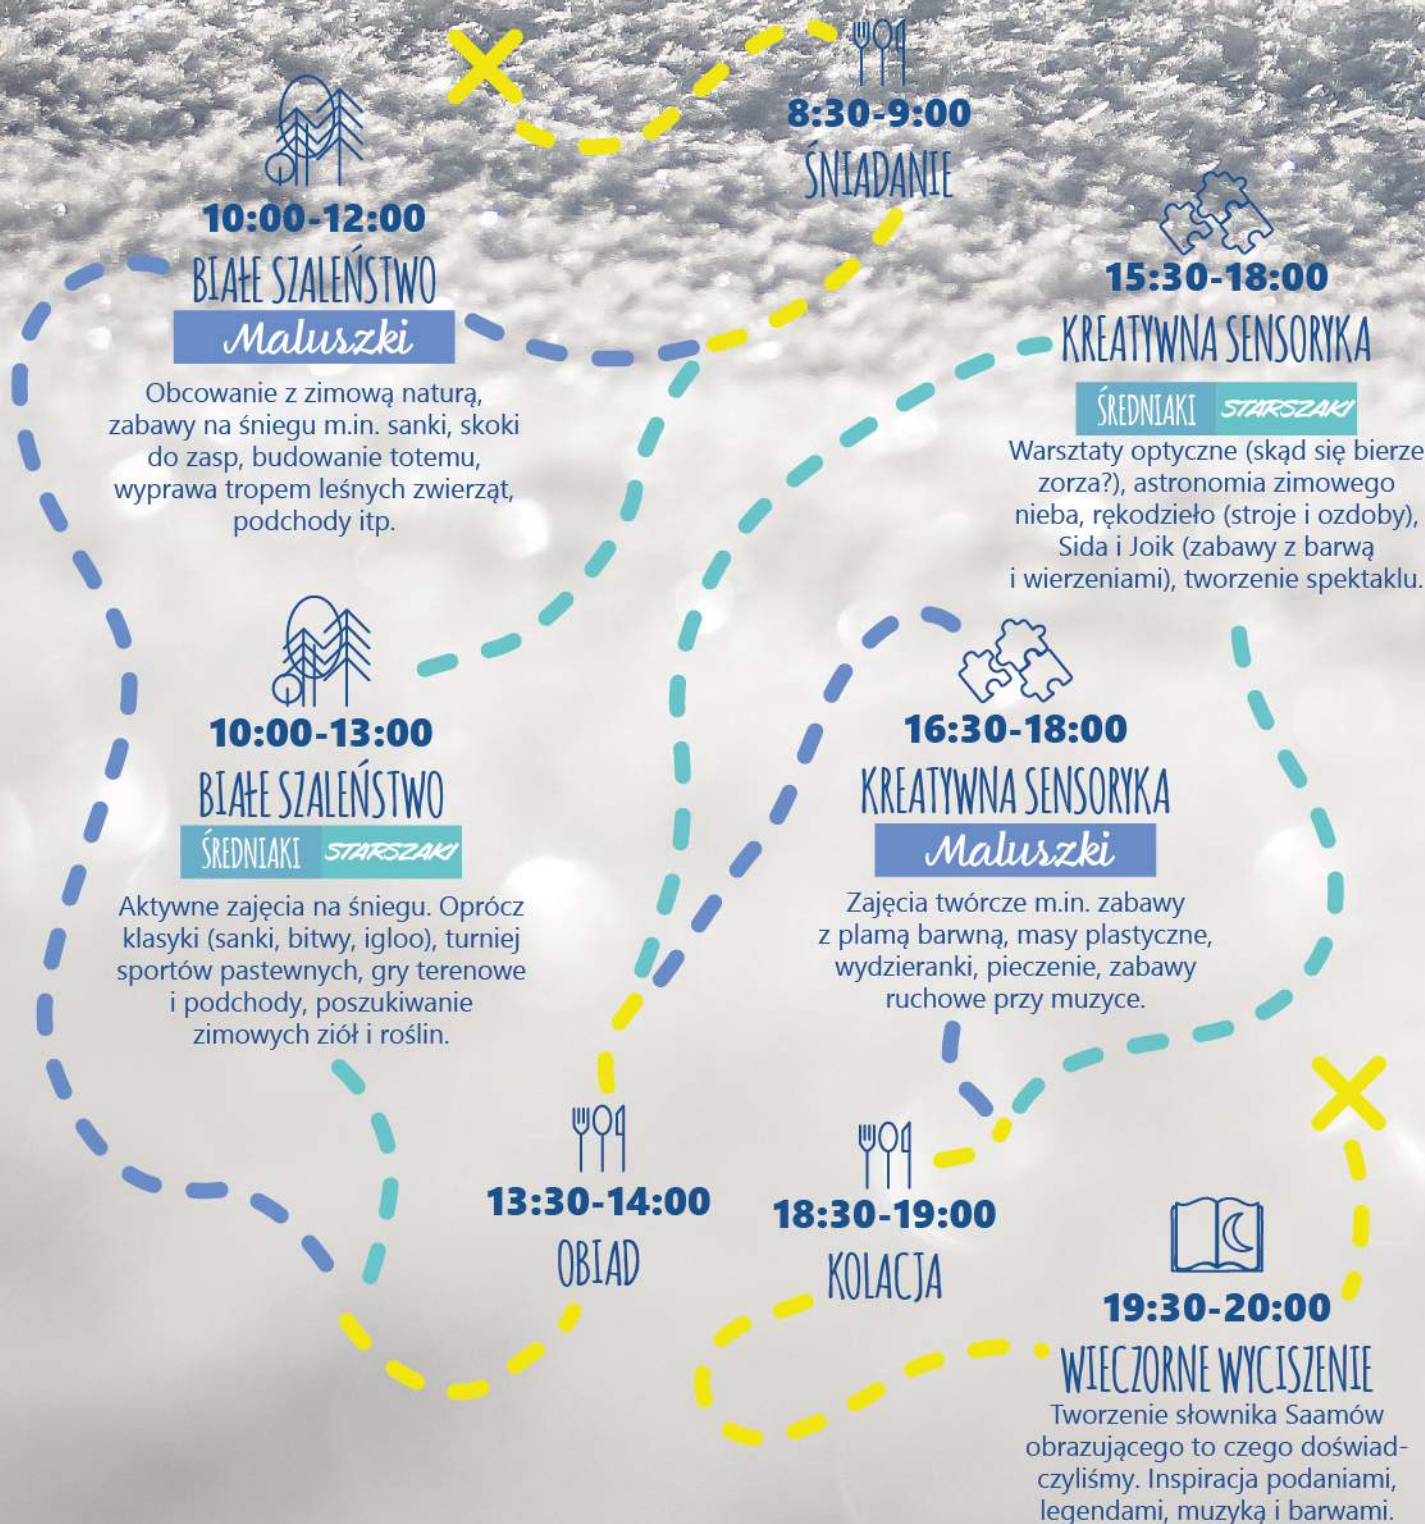 8:30-9:00
ŚNIADANIE
10:00-12:00
BIAŁE SZALEŃSTWO
Maluszki
Obcowanie z zimową naturą,
zabawy na śniegu m.in. sanki, skoki
do zasp, budowanie totemu,
wyprawa tropem leśnych zwierząt,
podchody itp.
10:00-13:00
BIAŁE SZALEŃSTWO
ŚREDNIAKI STARSZAKI
Aktywne zajęcia na śniegu. Oprócz
klasyki (sanki, bitwy, igloo), turniej
sportów pastewnych, gry terenowe
i podchody, poszukiwanie
zimowych ziół i roślin.
13:30-14:00
OBIAD
15:30-18:00
KREATYWNA SENSORYKA
ŚREDNIAKI STARSZAKI
Warsztaty optyczne (skąd się bierze
zorza?), astronomia zimowego
nieba, rękodzieło (stroje i ozdoby),
Sida i Joik (zabawy z barwą
i wierzeniami), tworzenie spektaklu.
16:30-18:00
KREATYWNA SENSORYKA
Maluszki
Zajęcia twórcze m.in. zabawy
z plamą barwną, masy plastyczne,
wydzieranki, pieczenie, zabawy
ruchowe przy muzyce.
18:30-19:00
KOLACJA
19:30-20:00
WIECZORNE WYCISZENIE
Tworzenie słownika Saamów
obrazującego to czego doświad-
czyliśmy. Inspiracja podaniami,
legendami, muzyką i barwami.